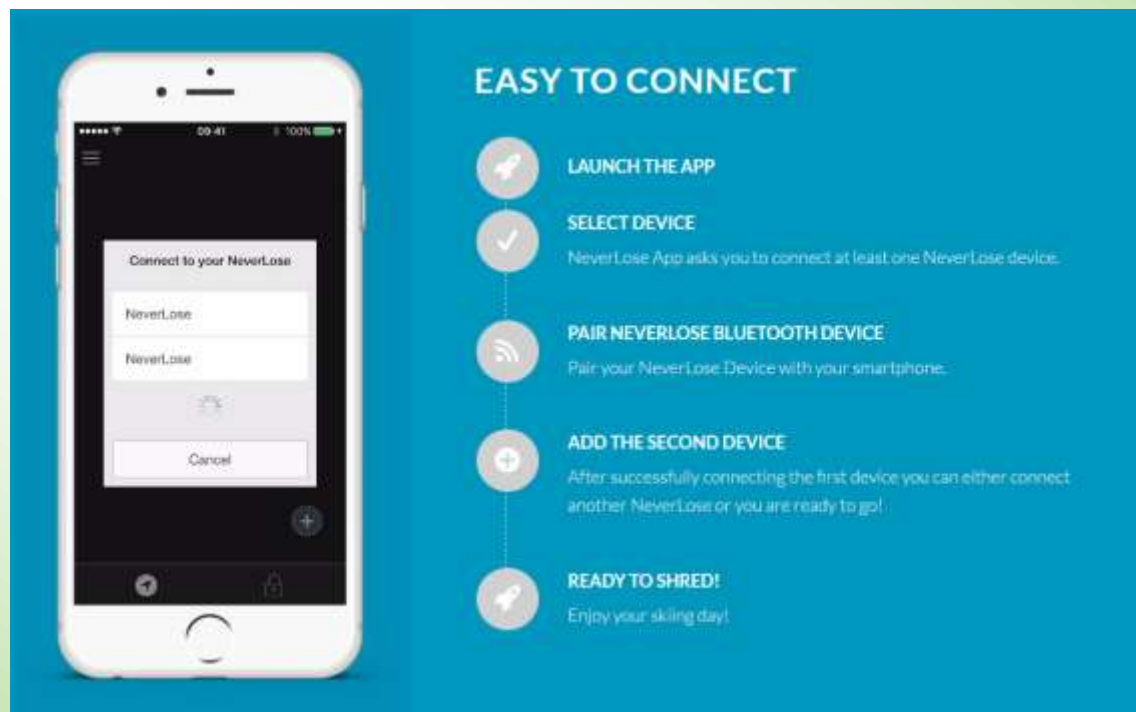 09:41
100%
Connect to your NeverLose
NeverLose
NeverLose
Cancel
EASY TO CONNECT
LAUNCH THE APP
SELECT DEVICE
NeverLose App asks you to connect at least one NeverLose device.
PAIR NEVERLOSE BLUETOOTH DEVICE
Pair your NeverLose Device with your smartphone.
ADD THE SECOND DEVICE
After successfully connecting the first device you can either connect
another NeverLose or you are ready to go!
READY TO SHRED!
Enjoy your skiing day!